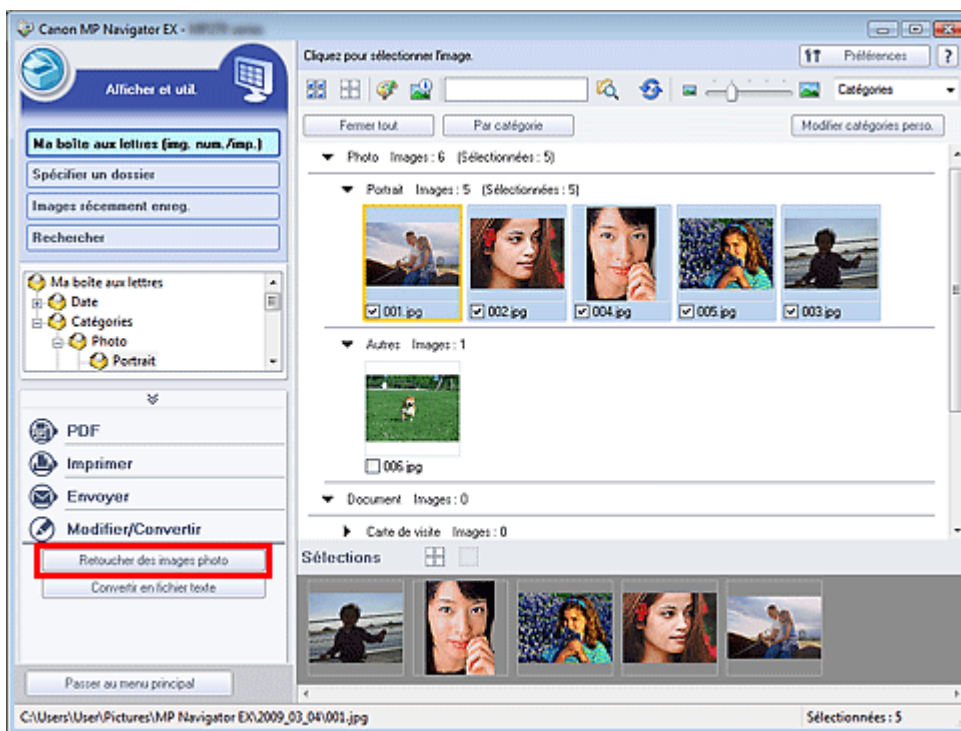 Canon MP Navigator EX -
Afficher et util.
Ma boîte aux lettres (img. num./imp.)
Spécifier un dossier
Images récemment enreg.
Rechercher
Ma boîte aux lettres
Date
Catégories
Photo
Portrait
PDF
Imprimer
Envoyer
Modifier/Convertir
Retoucher des images photo
Convertir en fichier texte
Passer au menu principal
Cliquez pour sélectionner l'image.
Préférences
?
Catégories
Fermer tout
Par catégorie
Modifier catégories perso.
Photo Images : 6 (Sélectionnées : 5)
Portrait Images : 5 (Sélectionnées : 5)
001.jpg
002.jpg
004.jpg
005.jpg
003.jpg
Autres Images : 1
006.jpg
Document Images : 0
Carte de visite Images : 0
Sélections
C:\Users\User\Pictures\MP Navigator EX\2009_03_04\001.jpg
Sélectionnées : 5